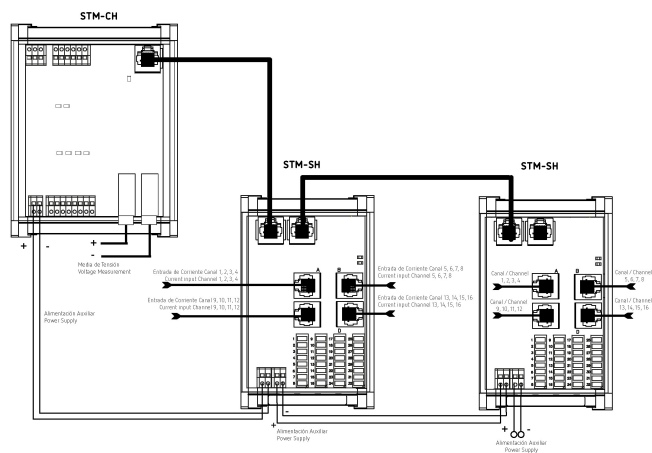 STM-CH
STM-SH
STM-SH
+ -
+
-
Media de Tensión
Voltage Measurement
Alimentación Auxiliar
Power Supply
Entrada de Corriente Canal 1, 2, 3, 4
Current input Channel 1, 2, 3, 4
Entrada de Corriente Canal 9, 10, 11, 12
Current input Channel 9, 10, 11, 12
A
B
D
Entrada de Corriente Canal 5, 6, 7, 8
Current input Channel 5, 6, 7, 8
Entrada de Corriente Canal 13, 14, 15, 16
Current input Channel 13, 14, 15, 16
Canal / Channel
1, 2, 3, 4
Canal / Channel
9, 10, 11, 12
A
B
D
Canal / Channel
5, 6, 7, 8
Canal / Channel
13, 14, 15, 16
-
+
Alimentación Auxiliar
Power Supply
+ -
Alimentación Auxiliar
Power Supply